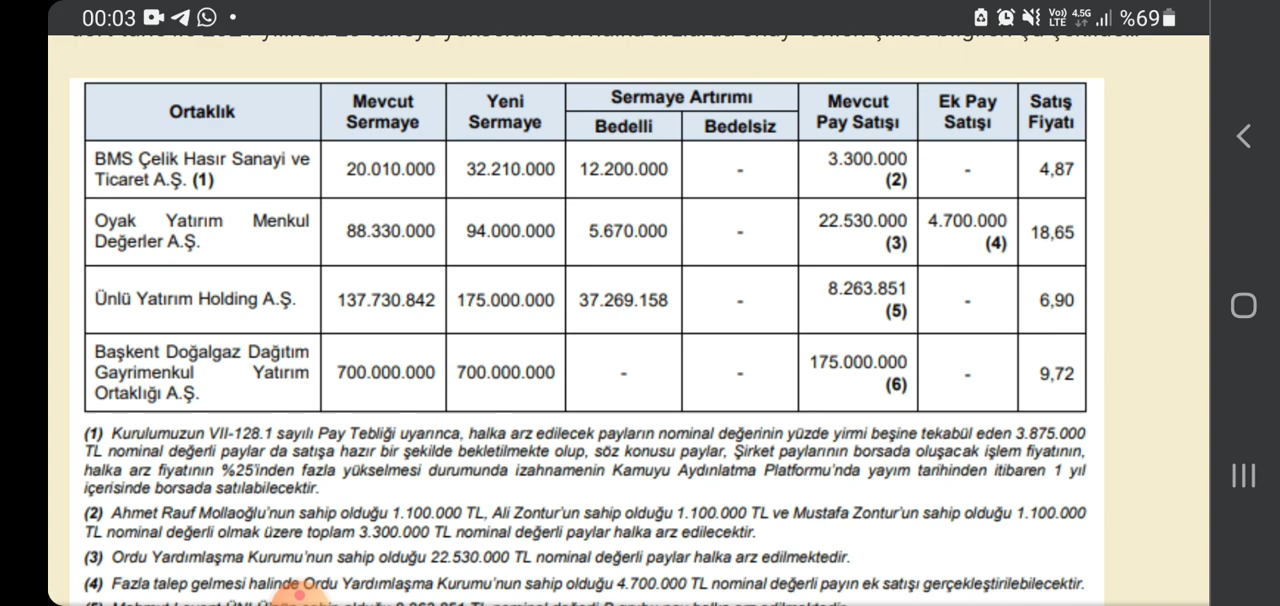 00:03 Vo)) LTE 4,5G %69
Ortaklık Mevcut Sermaye Yeni Sermaye Sermaye Artırımı Bedelli Bedelsiz Mevcut Pay Satışı Ek Pay Satışı Satış Fiyatı
BMS Çelik Hasır Sanayi ve
Ticaret A.Ş. (1) 20.010.000 32.210.000 12.200.000 - 3.300.000 (2) - 4,87
Oyak Yatırım Menkul
Değerler A.Ş. 88.330.000 94.000.000 5.670.000 - 22.530.000 (3) 4.700.000 (4) 18,65
Ünlü Yatırım Holding A.Ş. 137.730.842 175.000.000 37.269.158 - 8.263.851 (5) - 6,90
Başkent Doğalgaz Dağıtım
Gayrimenkul Yatırım
Ortaklığı A.Ş. 700.000.000 700.000.000 - - 175.000.000 (6) - 9,72
(1) Kurulumuzun VII-128.1 sayılı Pay Tebliği uyarınca, halka arz edilecek payların nominal değerinin yüzde yirmi beşine tekabül eden 3.875.000
TL nominal değerli paylar da satışa hazır bir şekilde bekletilmekte olup, söz konusu paylar, Şirket paylarının borsada oluşacak işlem fiyatının,
halka arz fiyatının %25'inden fazla yükselmesi durumunda izahnamenin Kamuyu Aydınlatma Platformu'nda yayım tarihinden itibaren 1 yıl
içerisinde borsada satılabilecektir.
(2) Ahmet Rauf Mollaoğlu'nun sahip olduğu 1.100.000 TL, Ali Zontur'un sahip olduğu 1.100.000 TL ve Mustafa Zontur'un sahip olduğu 1.100.000
TL nominal değerli olmak üzere toplam 3.300.000 TL nominal değerli paylar halka arz edilecektir.
(3) Ordu Yardımlaşma Kurumu'nun sahip olduğu 22.530.000 TL nominal değerli paylar halka arz edilmektedir.
(4) Fazla talep gelmesi halinde Ordu Yardımlaşma Kurumu'nun sahip olduğu 4.700.000 TL nominal değerli payın ek satışı gerçekleştirilebilecektir.